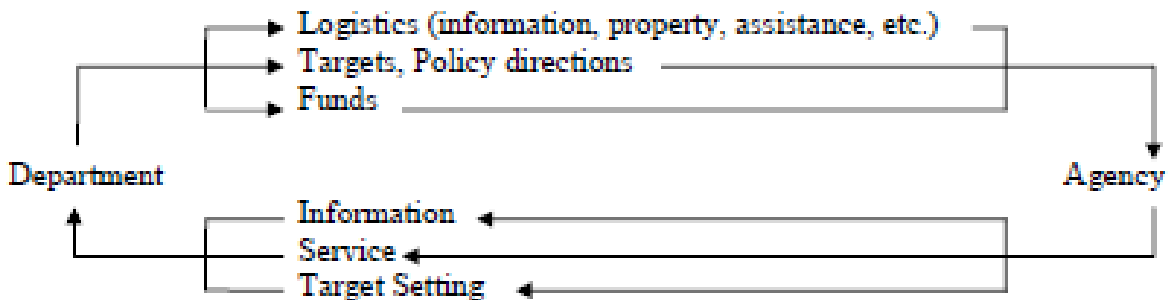 Logistics (information, property, assistance, etc.)
Targets, Policy directions
Funds
Department
Agency
Information
Service
Target Setting